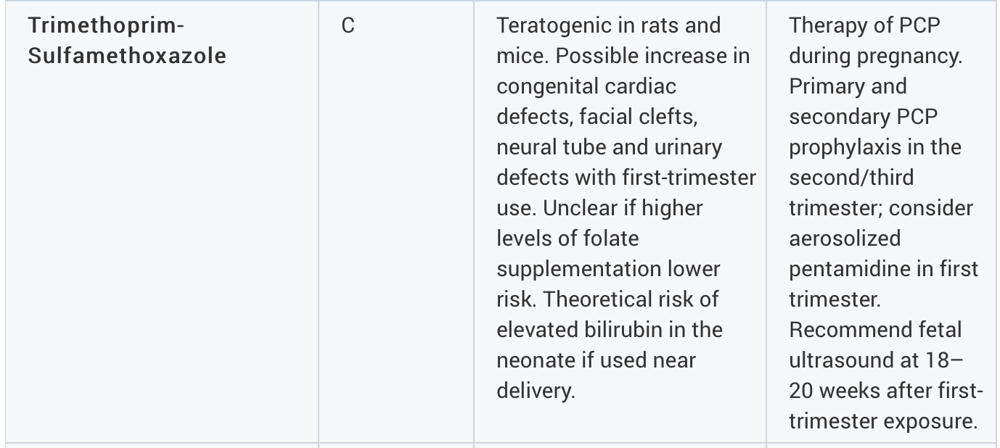 Trimethoprim-
Sulfamethoxazole
C
Teratogenic in rats and
mice. Possible increase in
congenital cardiac
defects, facial clefts,
neural tube and urinary
defects with first-trimester
use. Unclear if higher
levels of folate
supplementation lower
risk. Theoretical risk of
elevated bilirubin in the
neonate if used near
delivery.
Therapy of PCP
during pregnancy.
Primary and
secondary PCP
prophylaxis in the
second/third
trimester; consider
aerosolized
pentamidine in first
trimester.
Recommend fetal
ultrasound at 18–
20 weeks after first-
trimester exposure.